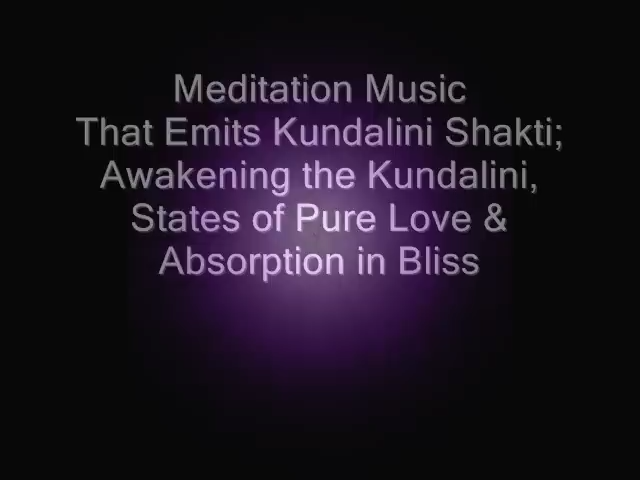 Meditation Music
That Emits Kundalini Shakti;
Awakening the Kundalini,
States of Pure Love &
Absorption in Bliss